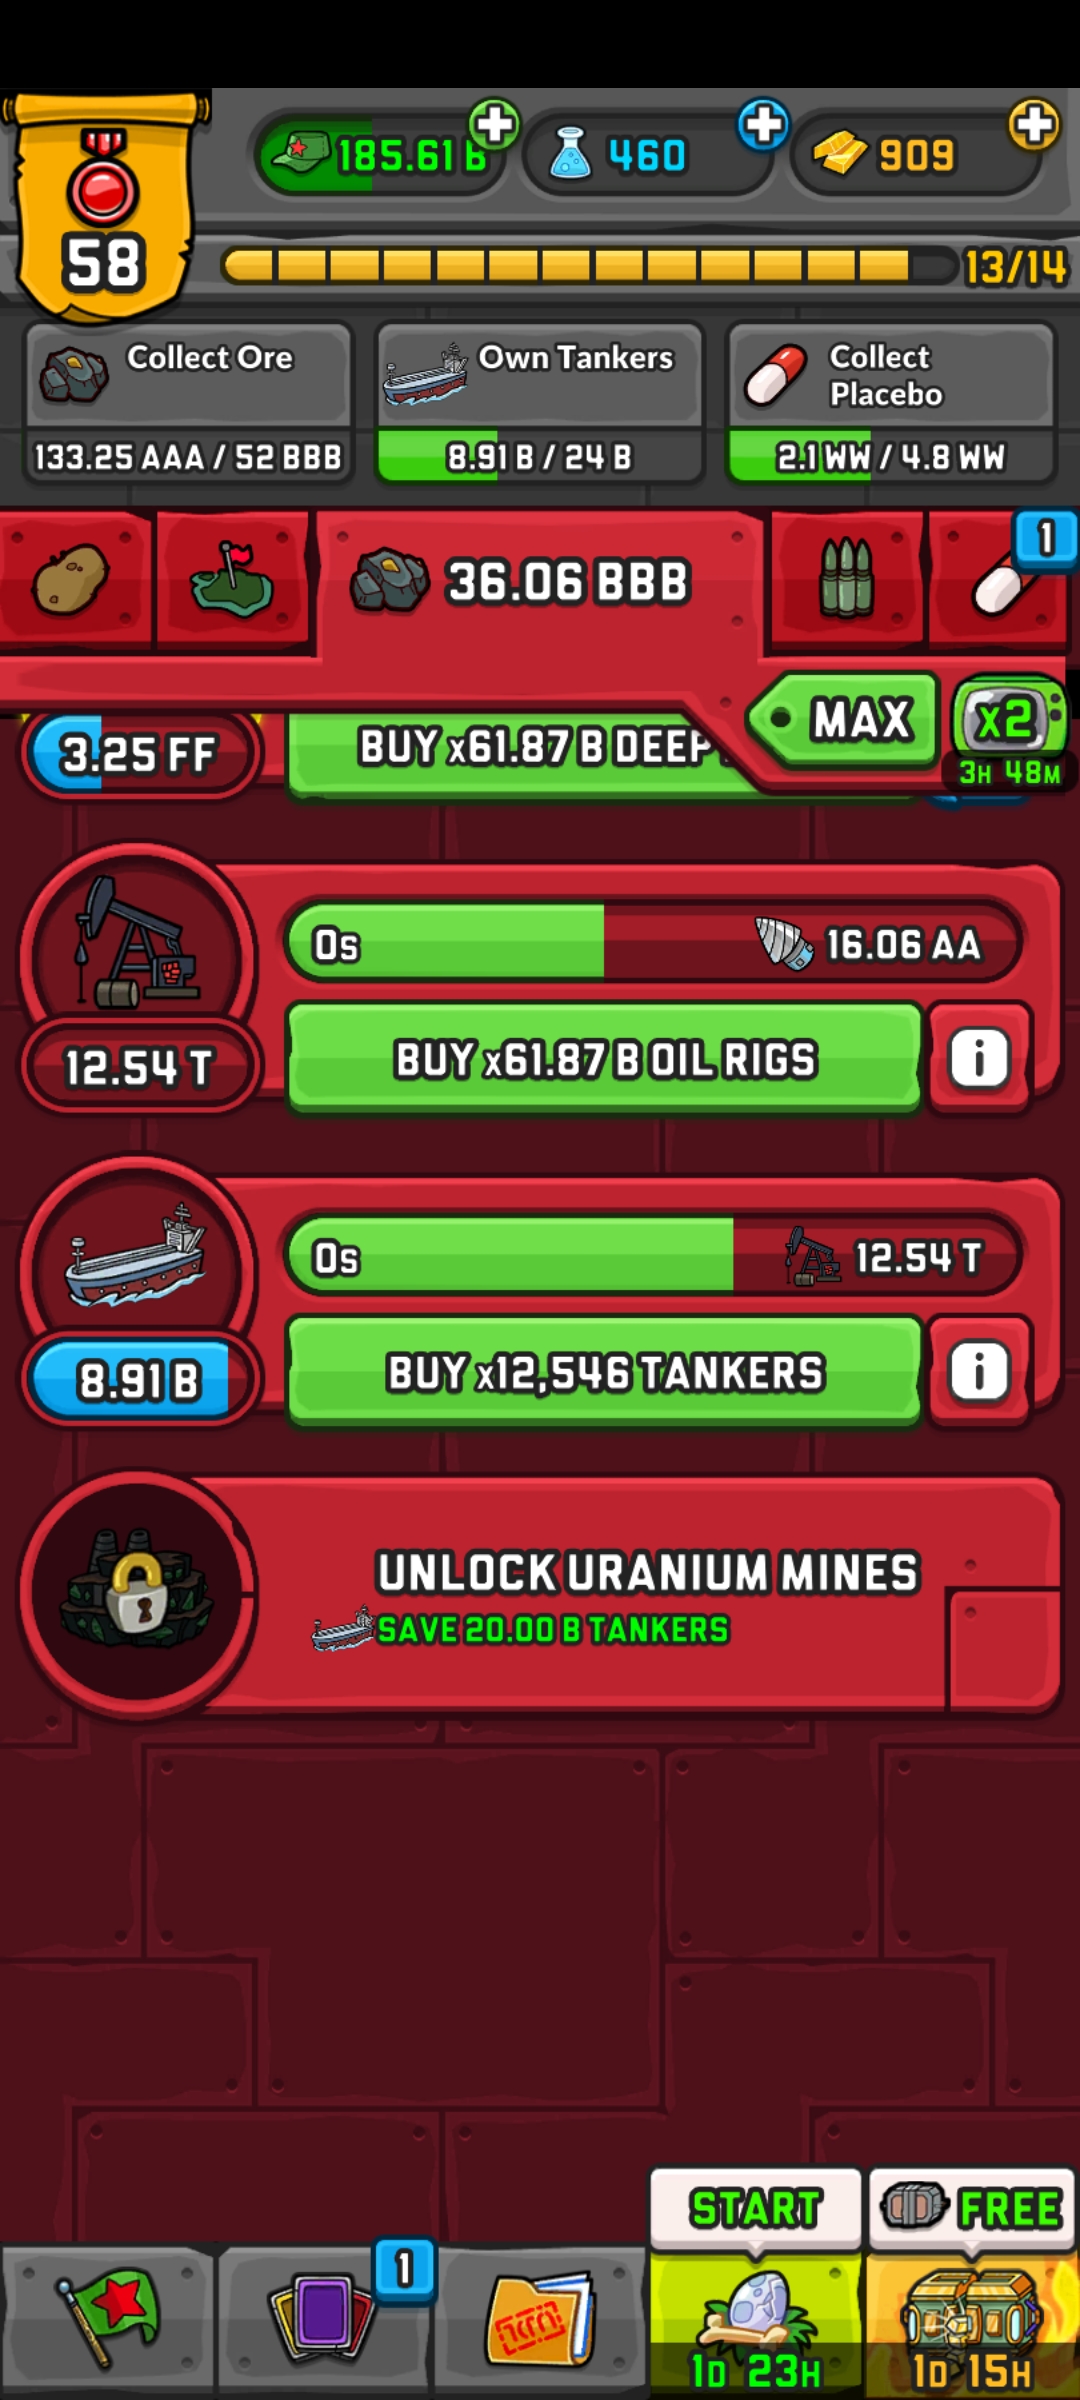 185.61 B
460
909
58
13/14
Collect Ore
133.25 AAA / 52 BBB
Own Tankers
8.91 B / 24 B
Collect
Placebo
2.1 WW / 4.8 WW
36.06 BBB
1
MAX
x2
3H 48M
3.25 FF
BUY x61.87 B DEEP
0s
16.06 AA
12.54 T
BUY x61.87 B OIL RIGS
i
0s
12.54 T
8.91 B
BUY x12,546 TANKERS
i
UNLOCK URANIUM MINES
SAVE 20.00 B TANKERS
START
FREE
1
1D 23H
1D 15H